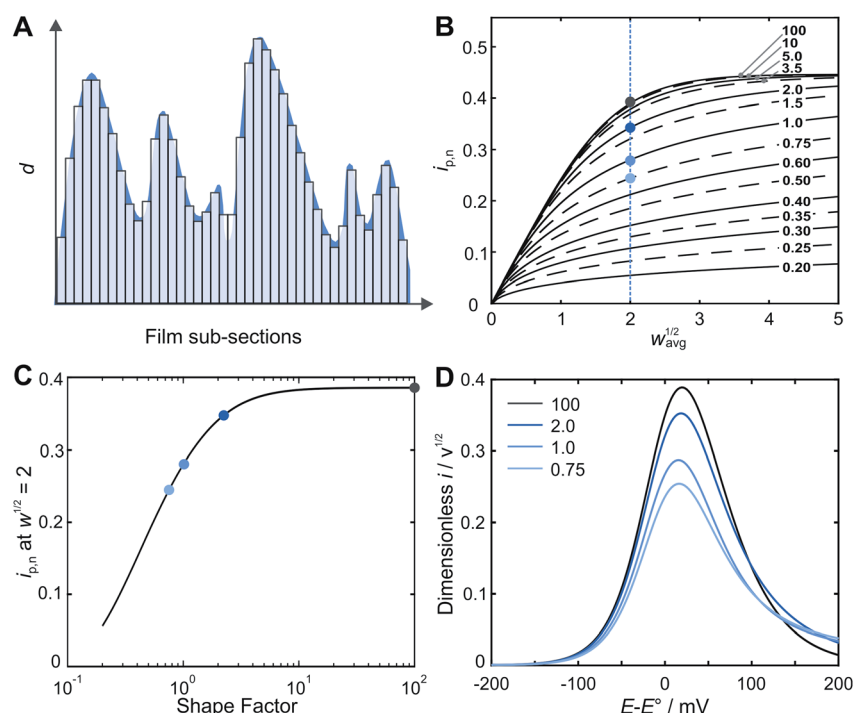 A
d
Film sub-sections
B
0.5
0.4
0.3
0.2
0.1
0
i_p,n
0 1 2 3 4 5
w_avg^1/2
100
10
5.0
3.5
2.0
1.5
1.0
0.75
0.60
0.50
0.40
0.35
0.30
0.25
0.20
C
0.4
0.3
0.2
0.1
0
i_p,n at w^1/2 = 2
10^-1 10^0 10^1 10^2
Shape Factor
D
0.4
0.3
0.2
0.1
0
Dimensionless i / v^1/2
100
2.0
1.0
0.75
-200 -100 0 100 200
E-E° / mV